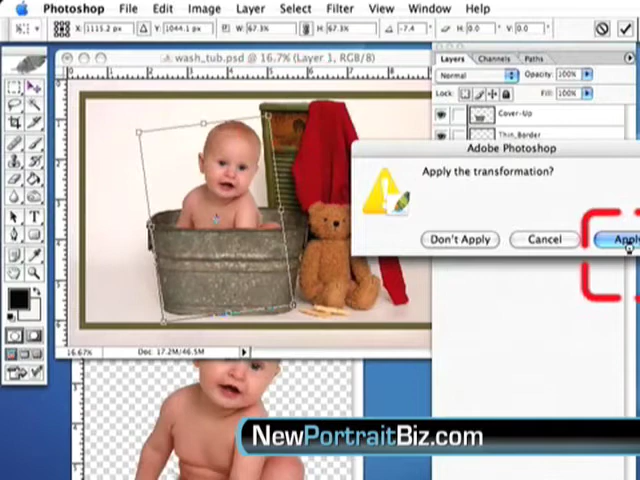 Photoshop File Edit Image Layer Select Filter View Window Help
X: 1115.2 px Y: 1044.1 px W: 67.3% H: 67.3% -7.4 H: 0.0 V: 0.0
wash_tub.psd @ 16.7% (Layer 1, RGB/8)
Layers Channels Paths
Normal Opacity: 100%
Lock: Fill: 100%
Cover-Up
Thin_Border
Adobe Photoshop
Apply the transformation?
Don't Apply Cancel Apply
16.67% Doc: 17.2M/46.5M
NewPortraitBiz.com